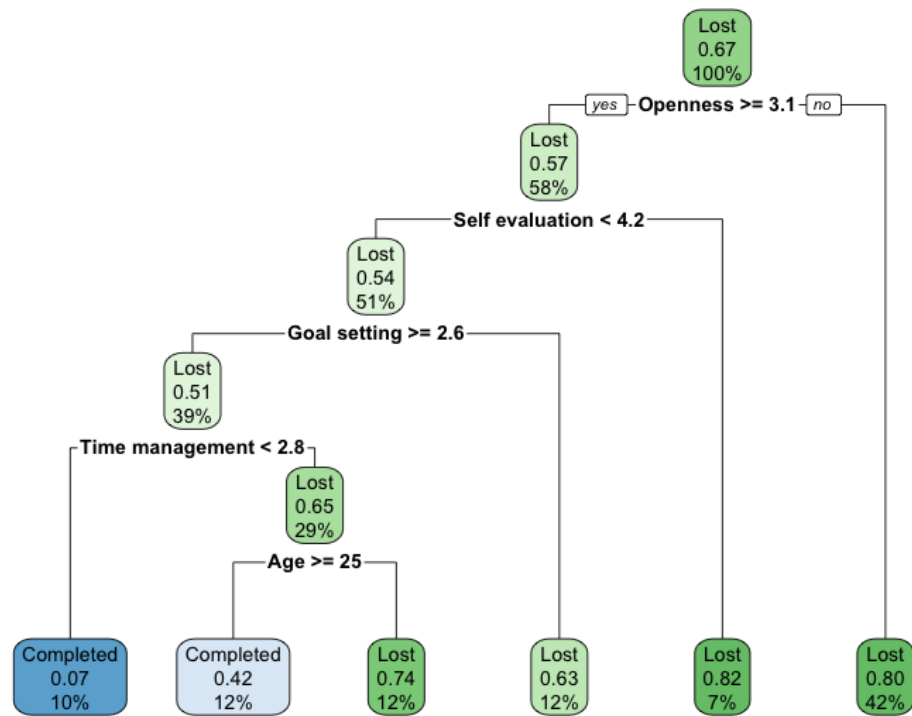 Lost
0.67
100%
yes Openness >= 3.1 no
Lost
0.57
58%
Self evaluation < 4.2
Lost
0.54
51%
Goal setting >= 2.6
Lost
0.51
39%
Time management < 2.8
Lost
0.65
29%
Age >= 25
Completed Completed Lost Lost Lost Lost
0.07 0.42 0.74 0.63 0.82 0.80
10% 12% 12% 12% 7% 42%